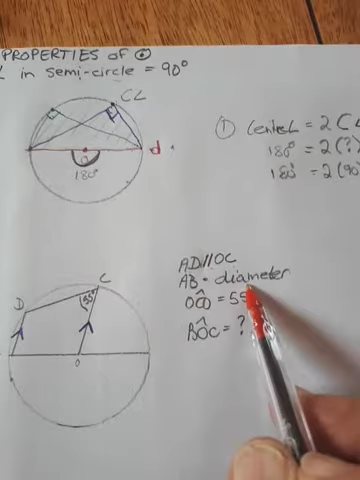 PROPERTIES of ⊙
∠ in semi-circle = 90°
C∠
① Centre∠ = 2 C∠
180° = 2(?)
180° = 2(90
d
O
180°
AD//OC
AB - diameter
OĈD = 55
BÔC = ?
C
D
55
O